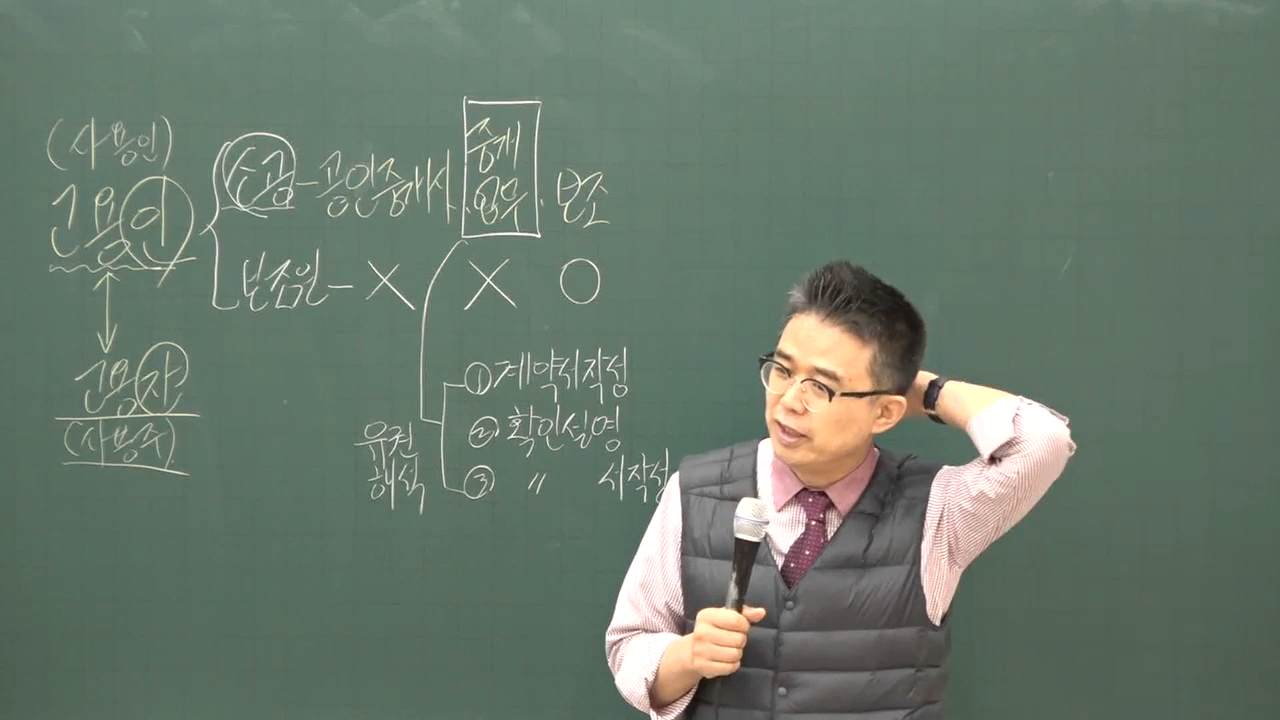 (사용인)
고용인
소공 - 공인중개사. 중개업무. 보조
보조원 - X X O
고용자
(사용주)
유권해석
① 계약서작성
② 확인설명
③ 〃 서작성